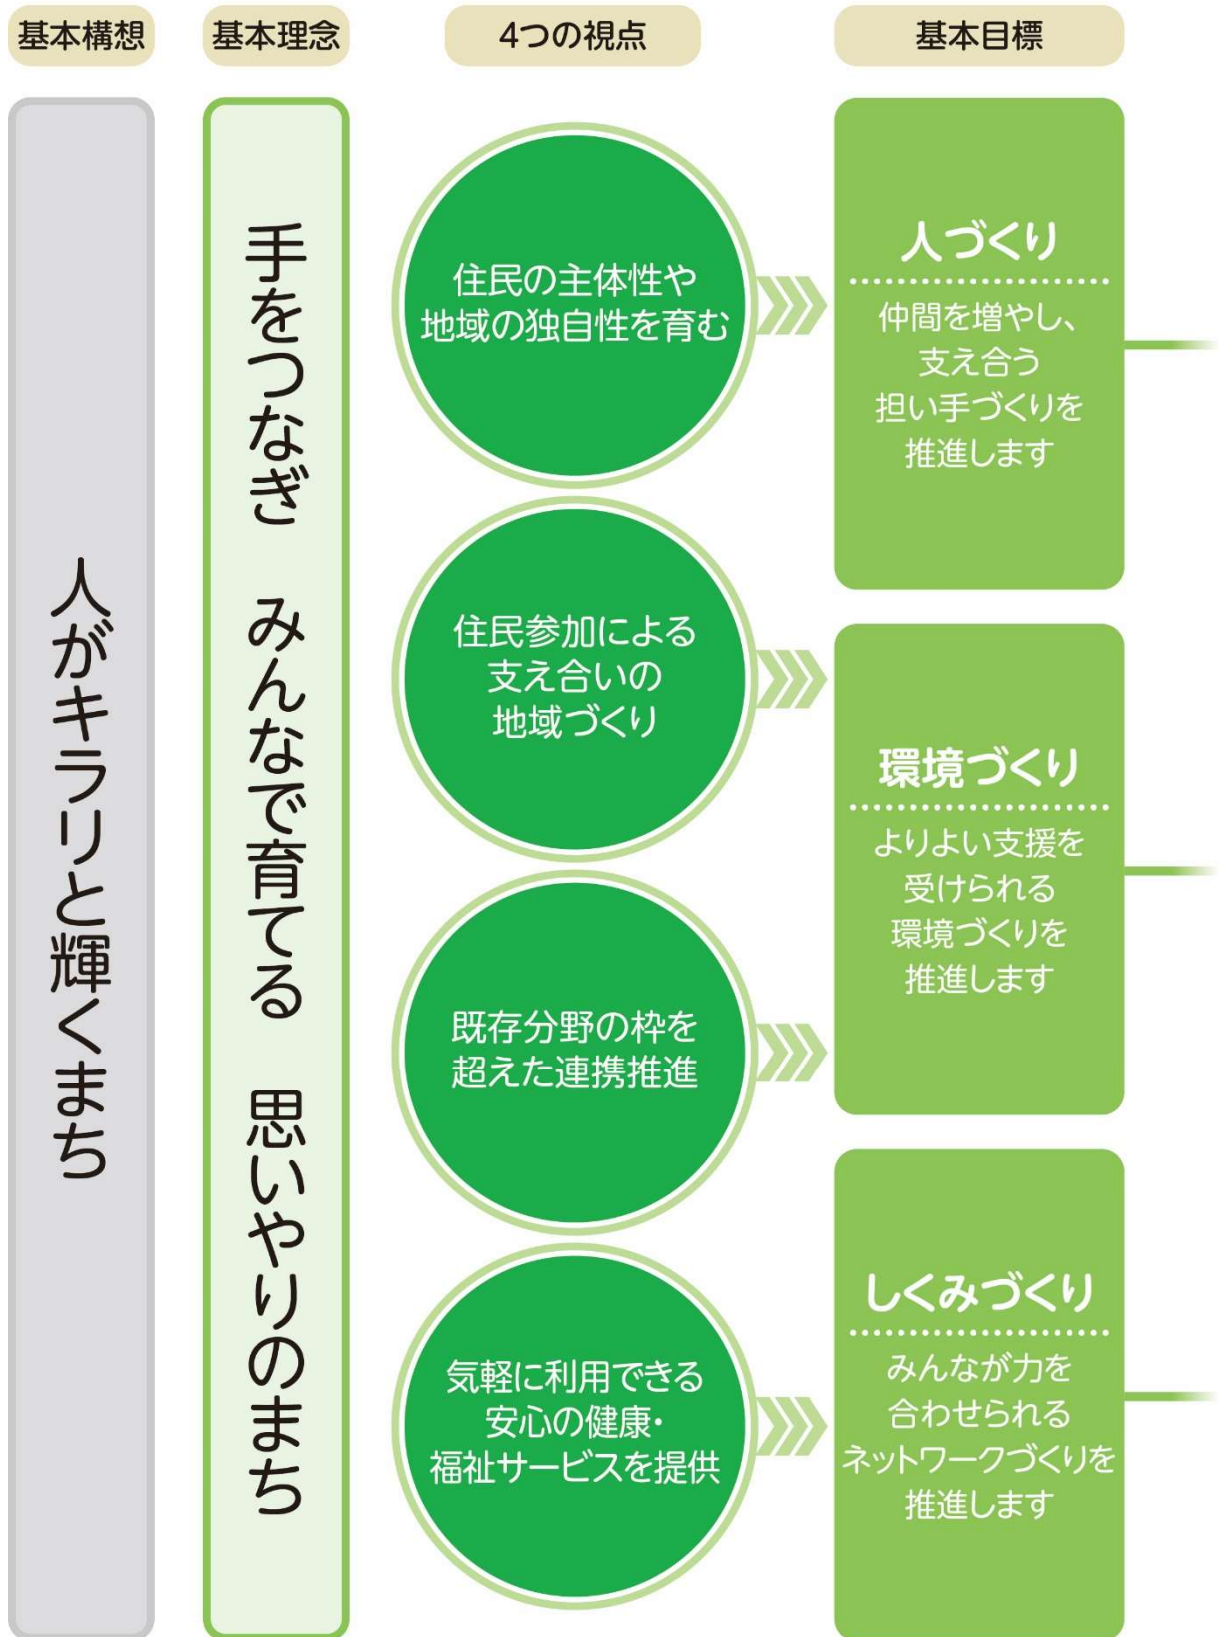 基本構想
人がキラリと輝くまち
基本理念
手をつなぎ　みんなで育てる　思いやりのまち
4つの視点
住民の主体性や
地域の独自性を育む
住民参加による
支え合いの
地域づくり
既存分野の枠を
超えた連携推進
気軽に利用できる
安心の健康・
福祉サービスを提供
基本目標
人づくり
仲間を増やし、
支え合う
担い手づくりを
推進します
環境づくり
よりよい支援を
受けられる
環境づくりを
推進します
しくみづくり
みんなが力を
合わせられる
ネットワークづくりを
推進します